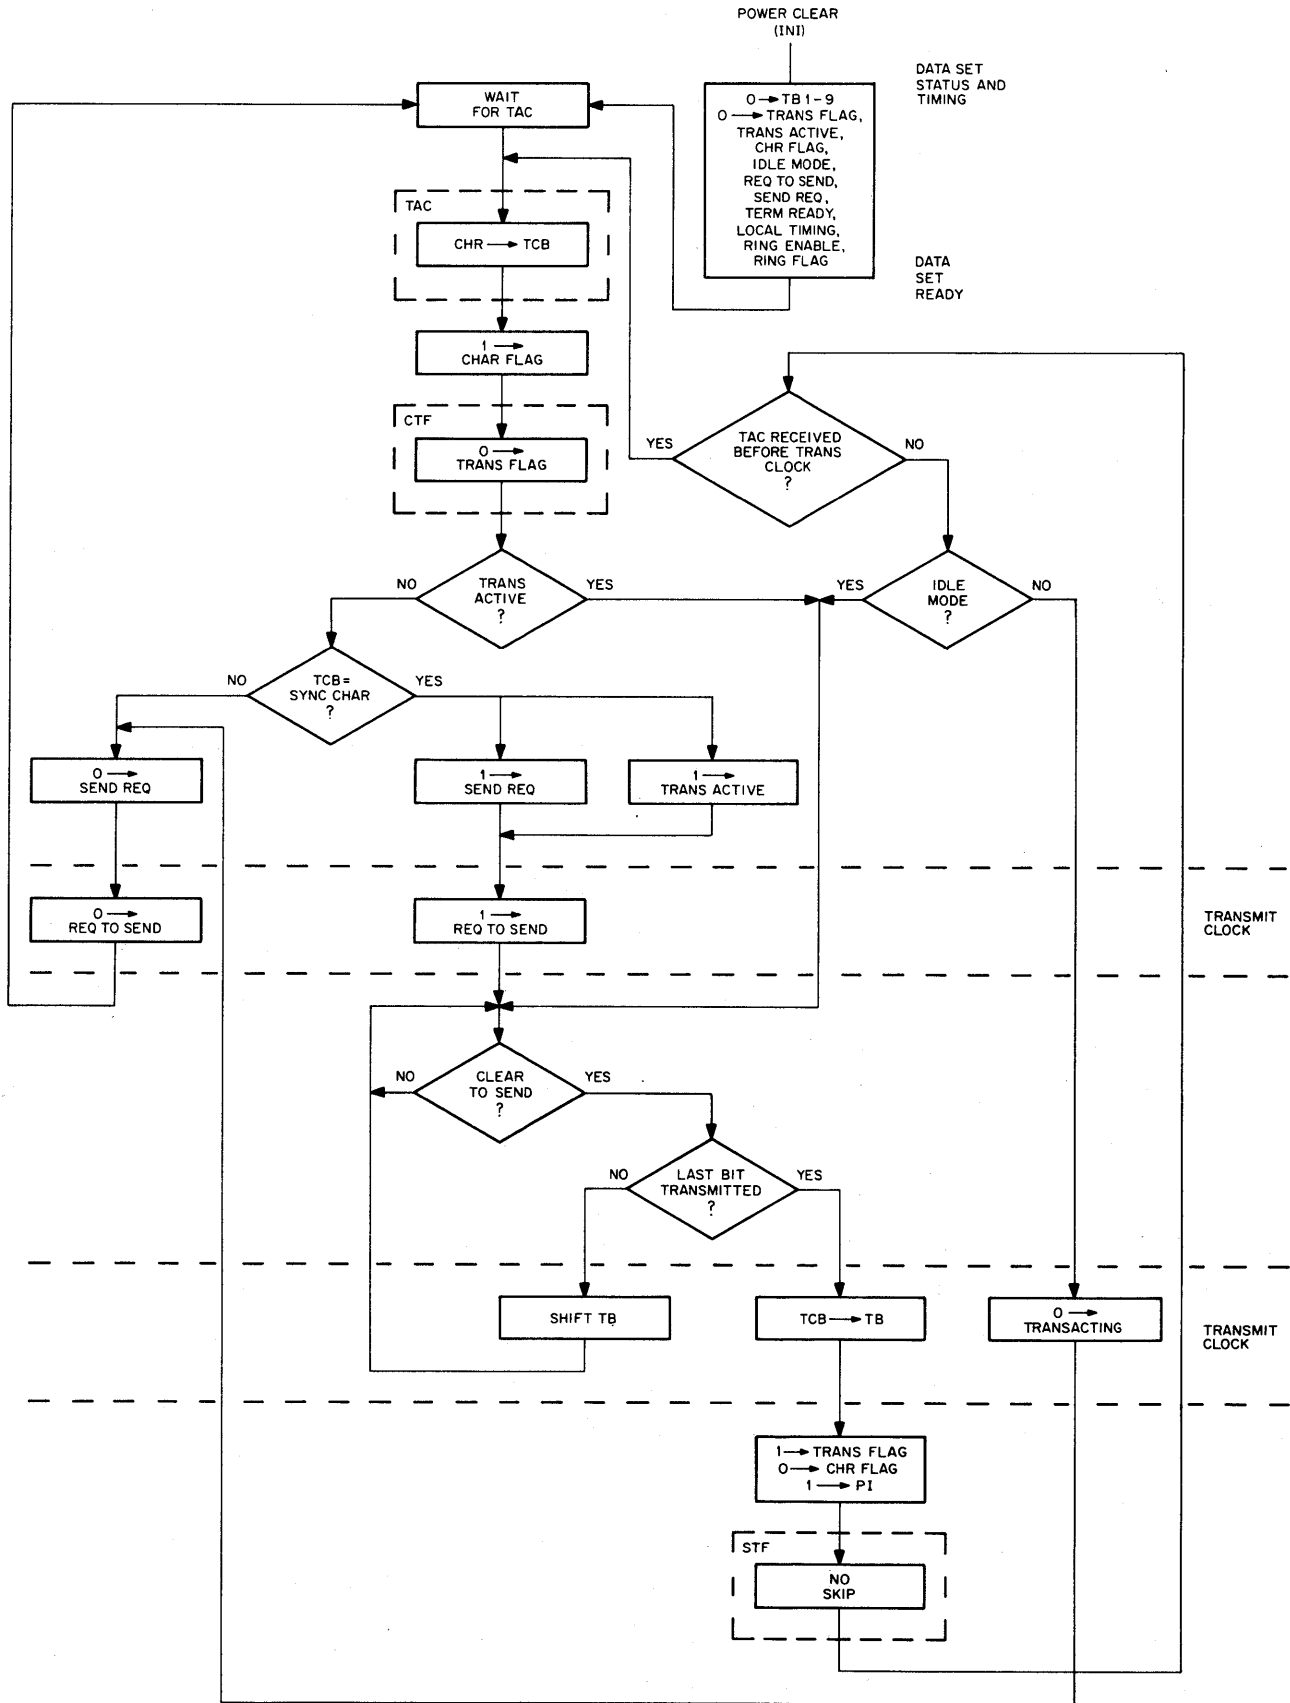 POWER CLEAR
(INI)
DATA SET
STATUS AND
TIMING
WAIT
FOR TAC
0 → TB 1-9
0 → TRANS FLAG,
TRANS ACTIVE,
CHR FLAG,
IDLE MODE,
REQ TO SEND,
SEND REQ,
TERM READY,
LOCAL TIMING,
RING ENABLE,
RING FLAG
TAC
CHR → TCB
DATA
SET
READY
1 →
CHAR FLAG
CTF
0 →
TRANS FLAG
YES
TAC RECEIVED
BEFORE TRANS
CLOCK
?
NO
NO
TRANS
ACTIVE
?
YES
YES
IDLE
MODE
?
NO
NO
TCB=
SYNC CHAR
?
YES
0 →
SEND REQ
1 →
SEND REQ
1 →
TRANS ACTIVE
0 →
REQ TO SEND
1 →
REQ TO SEND
TRANSMIT
CLOCK
NO
CLEAR
TO SEND
?
YES
NO
LAST BIT
TRANSMITTED
?
YES
SHIFT TB
TCB → TB
0 →
TRANSACTING
TRANSMIT
CLOCK
1 → TRANS FLAG
0 → CHR FLAG
1 → PI
STF
NO
SKIP